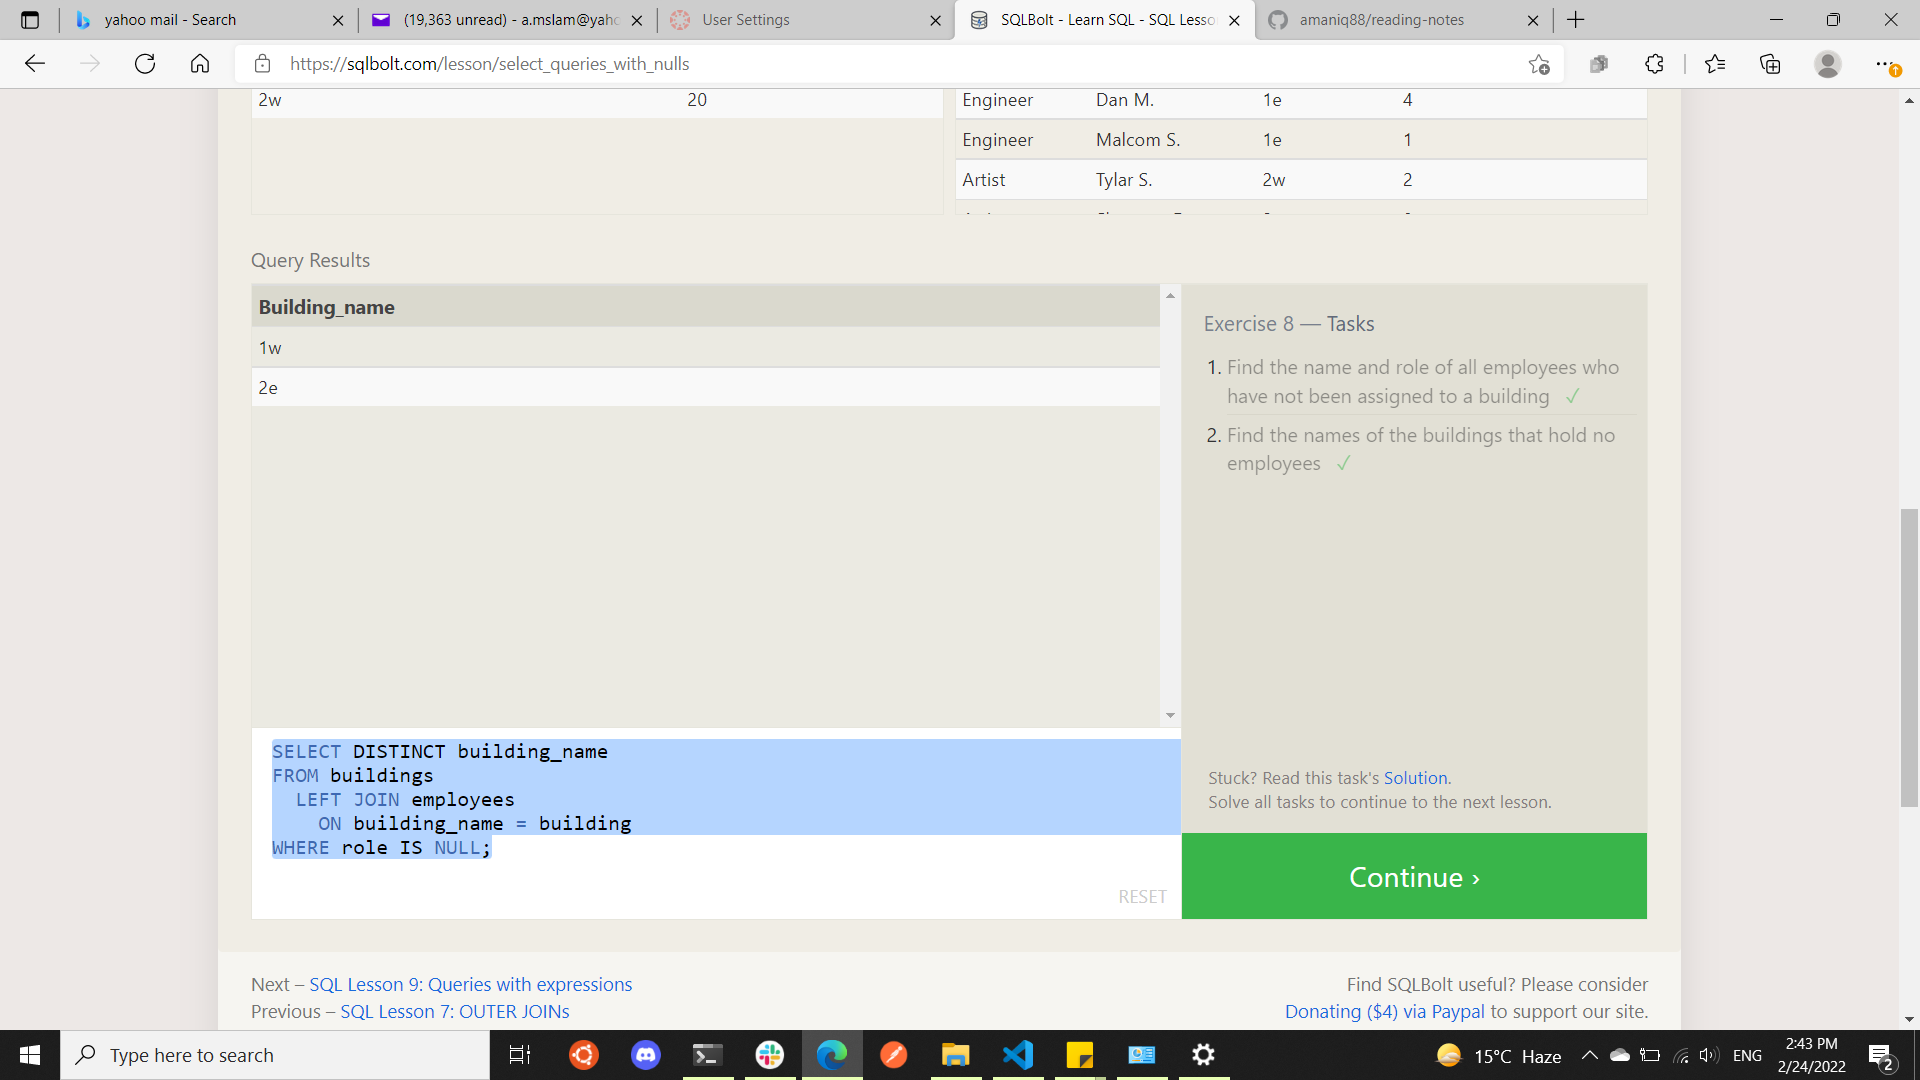 yahoo mail - Search
(19,363 unread) - a.mslam@yaho
User Settings
SQLBolt - Learn SQL - SQL Lesso
amaniq88/reading-notes
https://sqlbolt.com/lesson/select_queries_with_nulls
2w 20
Engineer Dan M. 1e 4
Engineer Malcom S. 1e 1
Artist Tylar S. 2w 2
Query Results
Building_name
1w
2e
Exercise 8 — Tasks
1. Find the name and role of all employees who
have not been assigned to a building ✓
2. Find the names of the buildings that hold no
employees ✓
SELECT DISTINCT building_name
FROM buildings
LEFT JOIN employees
ON building_name = building
WHERE role IS NULL;
RESET
Stuck? Read this task's Solution.
Solve all tasks to continue to the next lesson.
Continue ›
Next – SQL Lesson 9: Queries with expressions
Previous – SQL Lesson 7: OUTER JOINs
Find SQLBolt useful? Please consider
Donating ($4) via Paypal to support our site.
Type here to search
15°C Haze
ENG
2:43 PM
2/24/2022
2